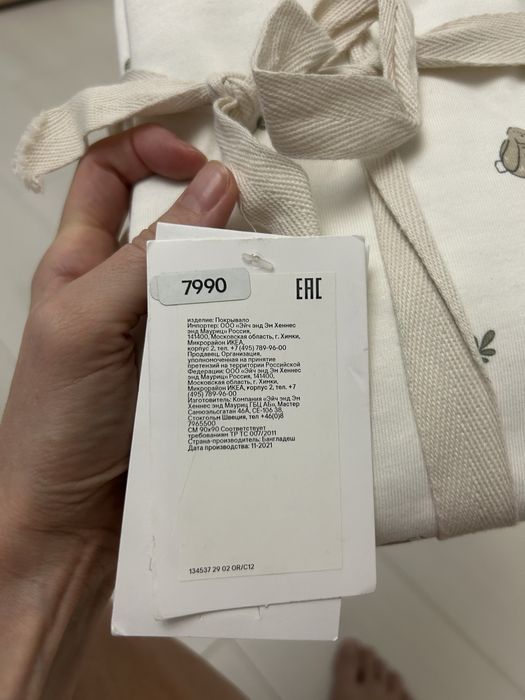 7990
EAC
изделие: Покрывало
Импортер: ООО «Эйч энд Эм Хеннес
энд Мауриц» Россия,
141400, Московская область, г. Химки,
Микрорайон ИКЕА,
корпус 2, тел. +7 (495) 789-96-00
Продавец, Организация,
уполномоченная на принятие
претензий на территории Российской
Федерации: ООО «Эйч энд Эм Хеннес
энд Мауриц» Россия, 141400,
Московская область, г. Химки,
Микрорайон ИКЕА, корпус 2, тел. +7
(495) 789-96-00
Изготовитель: Компания «Эйч энд Эм
Хеннес энд Мауриц ГБЦ АБ», Мастер
Самюэльсгатан 46А, СЕ-106 38,
Стокгольм Швеция, тел +46(0)8
7965500
СМ 90x90 Соответствует
требованиям ТР ТС 007/2011
Страна-производитель: Бангладеш
Дата производства: 11-2021
134537 29 02 OR/C12